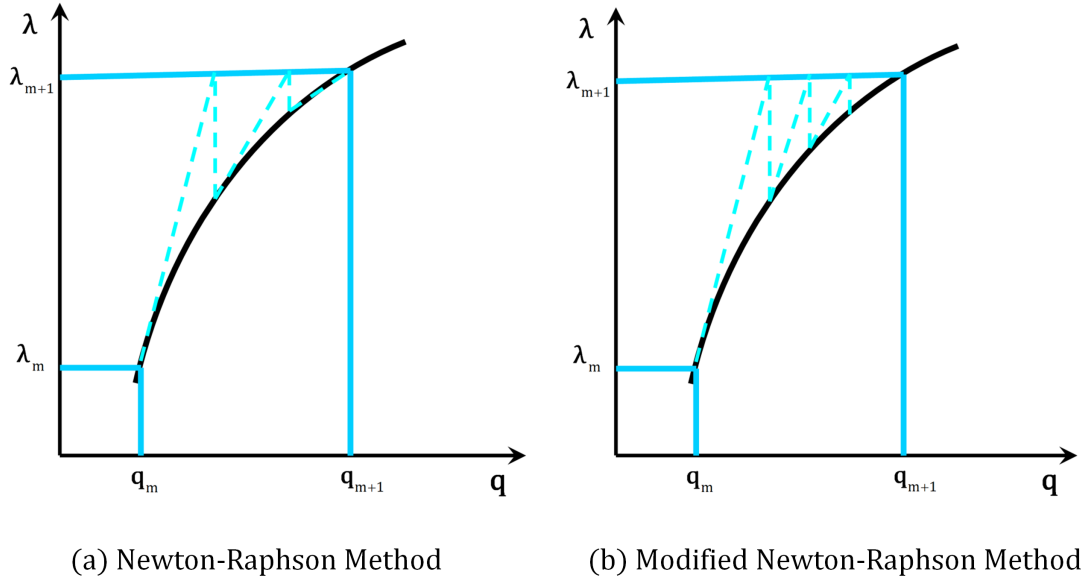 λ
λm+1
λm
qm
qm+1
q
(a) Newton-Raphson Method
λ
λm+1
λm
qm
qm+1
q
(b) Modified Newton-Raphson Method